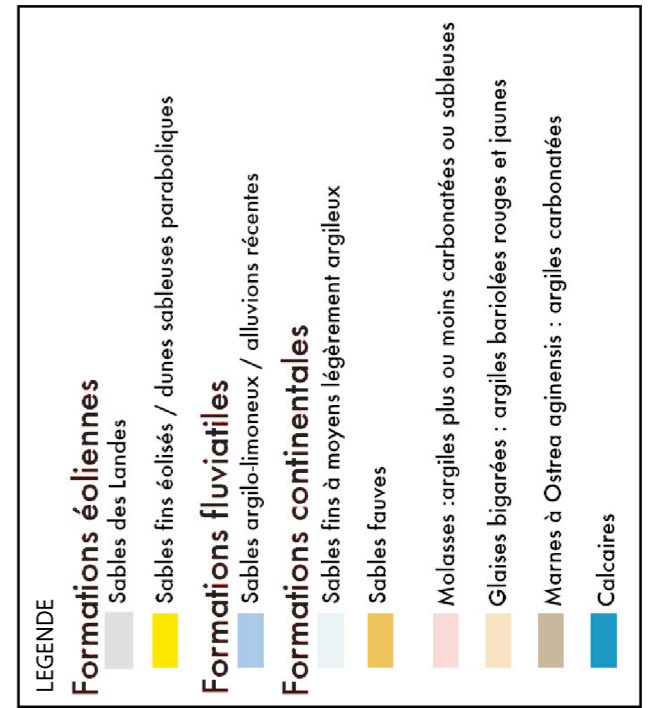 LEGENDE
Formations éoliennes
Sables des Landes
Sables fins éolisés / dunes sableuses paraboliques
Formations fluviatiles
Sables argilo-limoneux / alluvions récentes
Formations continentales
Sables fins à moyens légèrement argileux
Sables fauves
Molasses :argiles plus ou moins carbonatées ou sableuses
Glaises bigarées : argiles bariolées rouges et jaunes
Marnes à Ostrea aginensis : argiles carbonatées
Calcaires